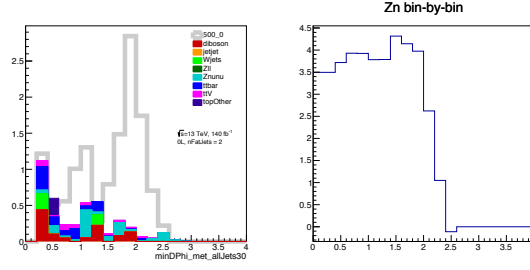 Zn bin-by-bin
500_0
diboson
jetjet
Wjets
Zll
Znunu
ttbar
ttV
topOther
√s=13 TeV, 140 fb⁻¹
0L, nFatJets = 2
2.5
2
1.5
1
0.5
0
0 0.5 1 1.5 2 2.5 3 3.5 4
minDPhi_met_allJets30
4.5
4
3.5
3
2.5
2
1.5
1
0.5
0
0 0.5 1 1.5 2 2.5 3 3.5